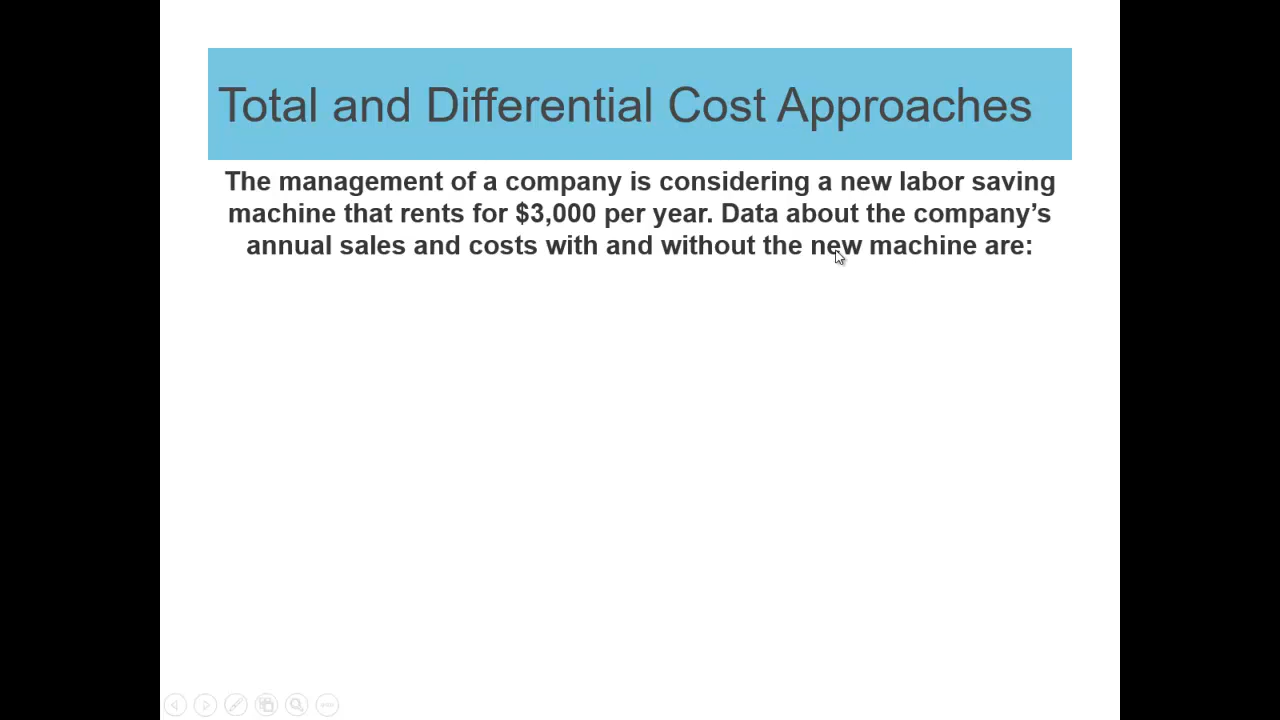 Total and Differential Cost Approaches
The management of a company is considering a new labor saving
machine that rents for $3,000 per year. Data about the company’s
annual sales and costs with and without the new machine are: